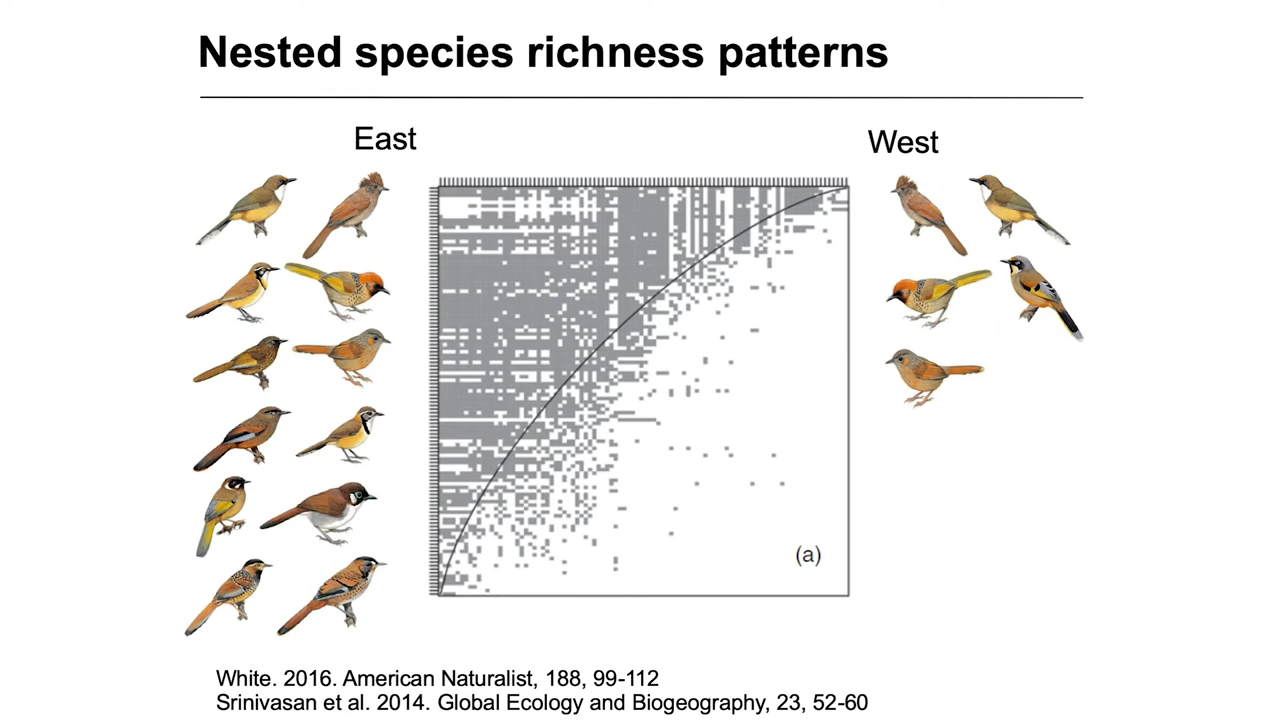 Nested species richness patterns
East
West
(a)
White. 2016. American Naturalist, 188, 99-112
Srinivasan et al. 2014. Global Ecology and Biogeography, 23, 52-60